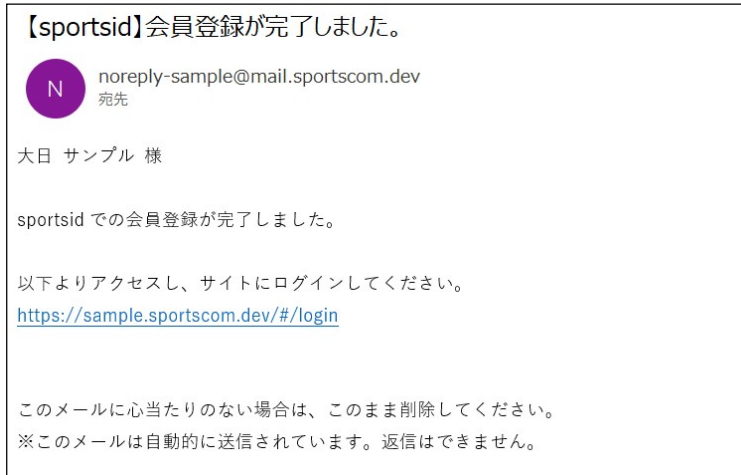 【sportsid】会員登録が完了しました。
N
noreply-sample@mail.sportscom.dev
宛先
大日 サンプル 様
sportsid での会員登録が完了しました。
以下よりアクセスし、サイトにログインしてください。
https://sample.sportscom.dev/#/login
このメールに心当たりのない場合は、このまま削除してください。
※このメールは自動的に送信されています。返信はできません。